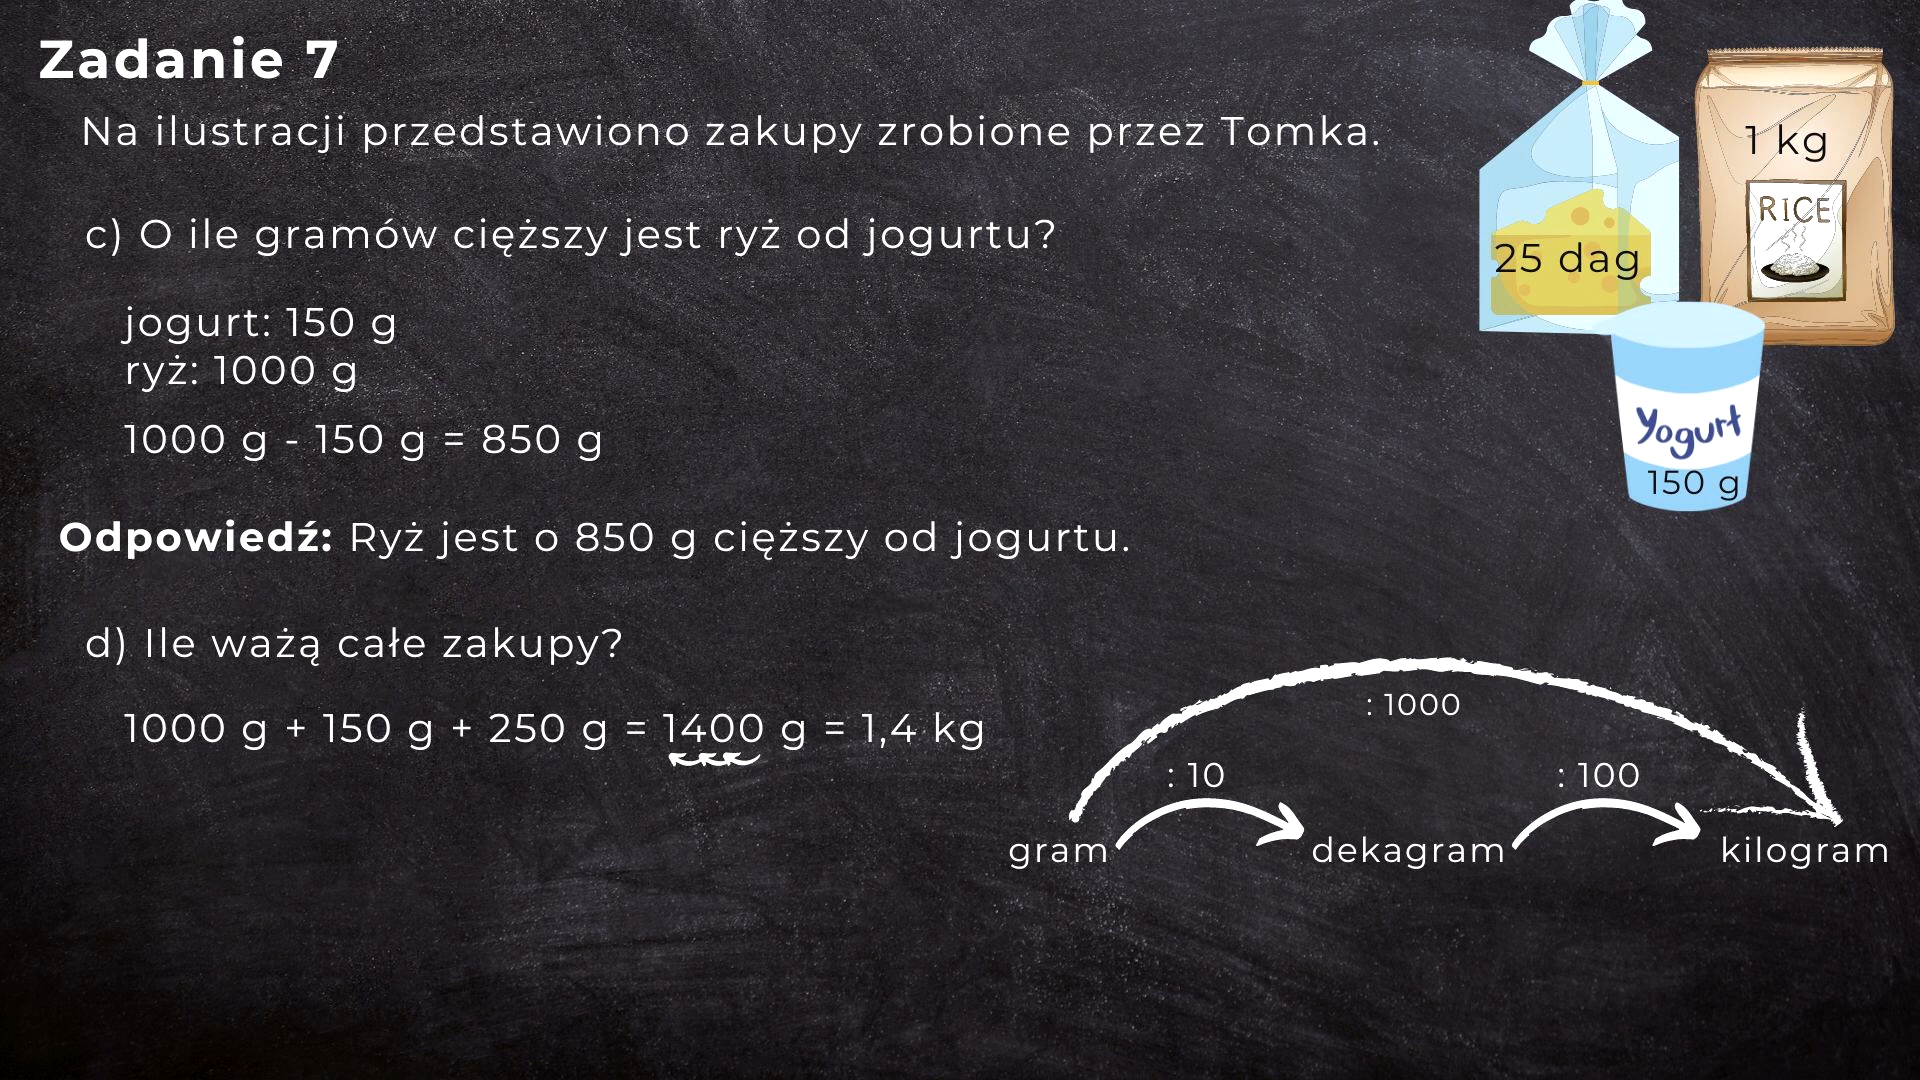 Zadanie 7
Na ilustracji przedstawiono zakupy zrobione przez Tomka.
25 dag
1 kg
RICE
Yogurt
150 g
c) O ile gramów cięższy jest ryż od jogurtu?
jogurt: 150 g
ryż: 1000 g
1000 g - 150 g = 850 g
Odpowiedź: Ryż jest o 850 g cięższy od jogurtu.
d) Ile ważą całe zakupy?
1000 g + 150 g + 250 g = 1400 g = 1,4 kg
: 1000
: 10 : 100
gram dekagram kilogram